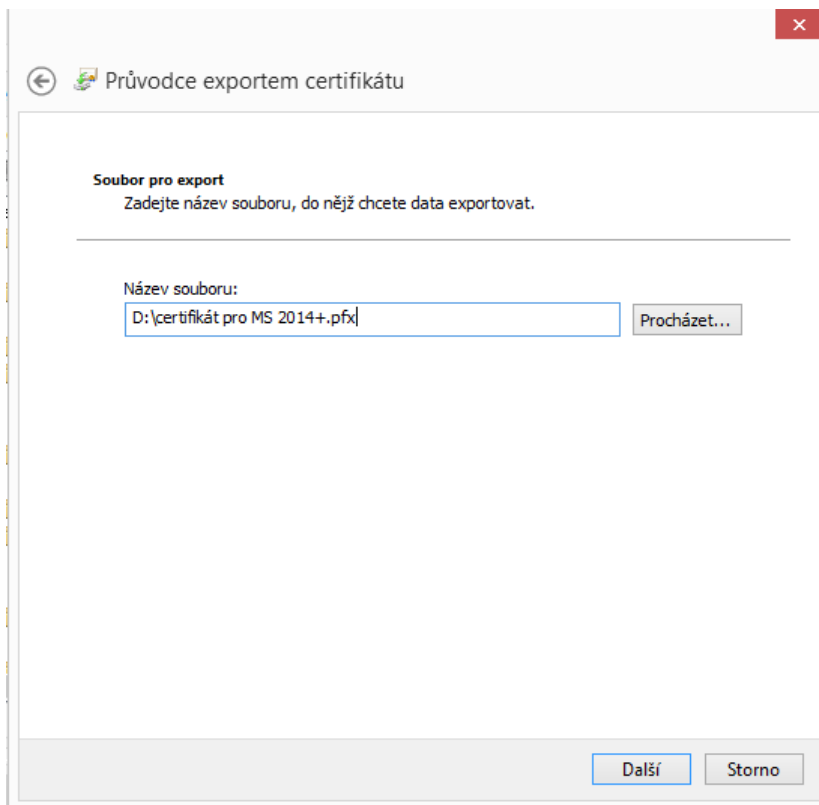 Průvodce exportem certifikátu
Soubor pro export
Zadejte název souboru, do nějž chcete data exportovat.
Název souboru:
D:\certifikát pro MS 2014+.pfx
Procházet...
Další
Storno